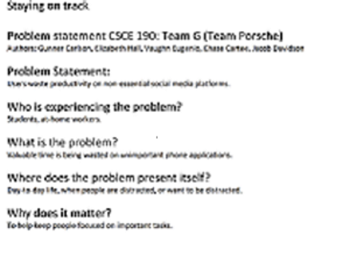 Staying on track
Problem statement CSCE 190: Team G (Team Porsche)
Authors: Gunner Carlson, Elizabeth Hall, Vaughn Eugenio, Chase Cartee, Jacob Davidson
Problem Statement:
Users waste productivity on non-essential social media platforms.
Who is experiencing the problem?
Students, at-home workers.
What is the problem?
Valuable time is being wasted on unimportant phone applications.
Where does the problem present itself?
Day-to-day life, when people are distracted, or want to be distracted.
Why does it matter?
To help keep people focused on important tasks.